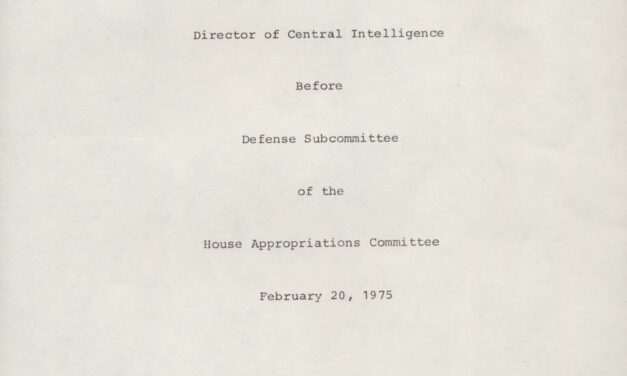 Director of Central Intelligence
Before
Defense Subcommittee
of the
House Appropriations Committee
February 20, 1975